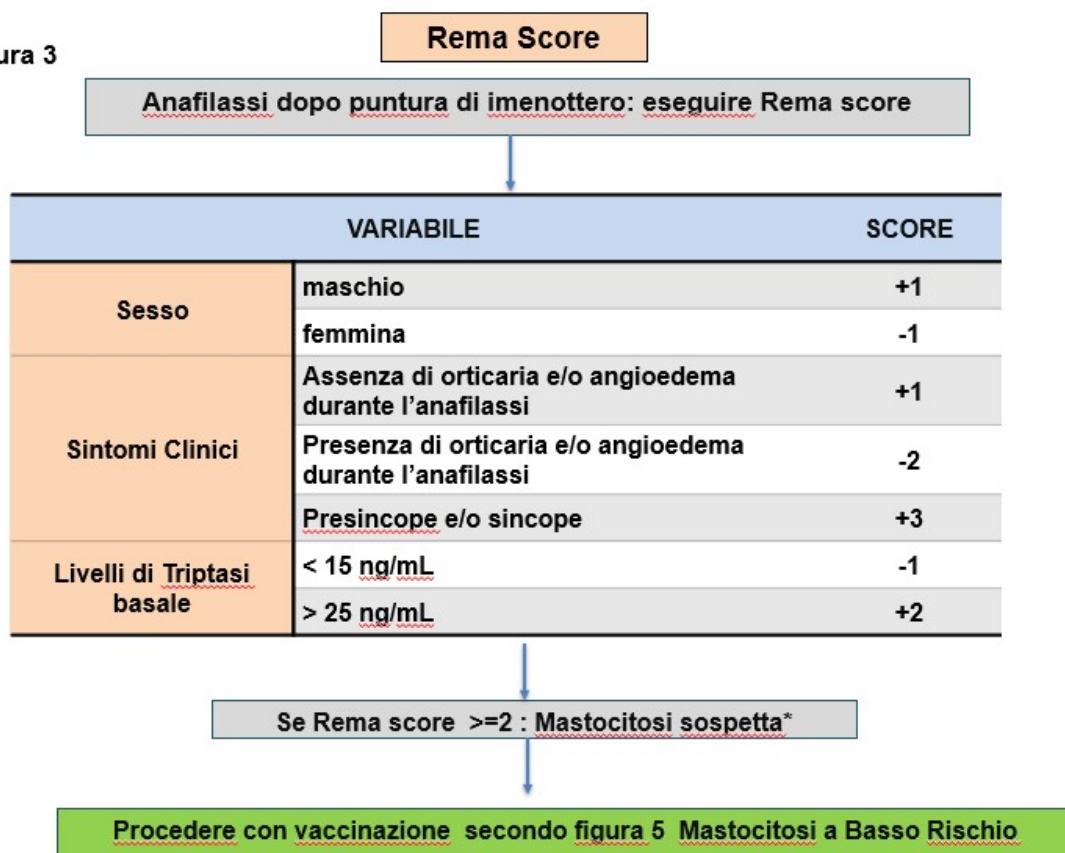 Rema Score
ura 3
Anafilassi dopo puntura di imenottero: eseguire Rema score
VARIABILE SCORE
Sesso
maschio +1
femmina -1
Sintomi Clinici
Assenza di orticaria e/o angioedema
durante l'anafilassi +1
Presenza di orticaria e/o angioedema
durante l'anafilassi -2
Presincope e/o sincope +3
Livelli di Triptasi
basale
< 15 ng/mL -1
> 25 ng/mL +2
Se Rema score >=2 : Mastocitosi sospetta*
Procedere con vaccinazione secondo figura 5 Mastocitosi a Basso Rischio